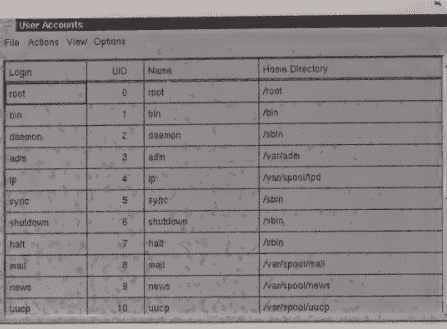 User Accounts
File Actions View Options
Login UID Name Home Directory
root 0 root /root
bin 1 bin /bin
daemon 2 daemon /sbin
adm 3 adm /var/adm
lp 4 lp /var/spool/lpd
sync 5 sync /sbin
shutdown 6 shutdown /sbin
halt 7 halt /sbin
mail 8 mail /var/spool/mail
news 9 news /var/spool/news
uucp 10 uucp /var/spool/uucp